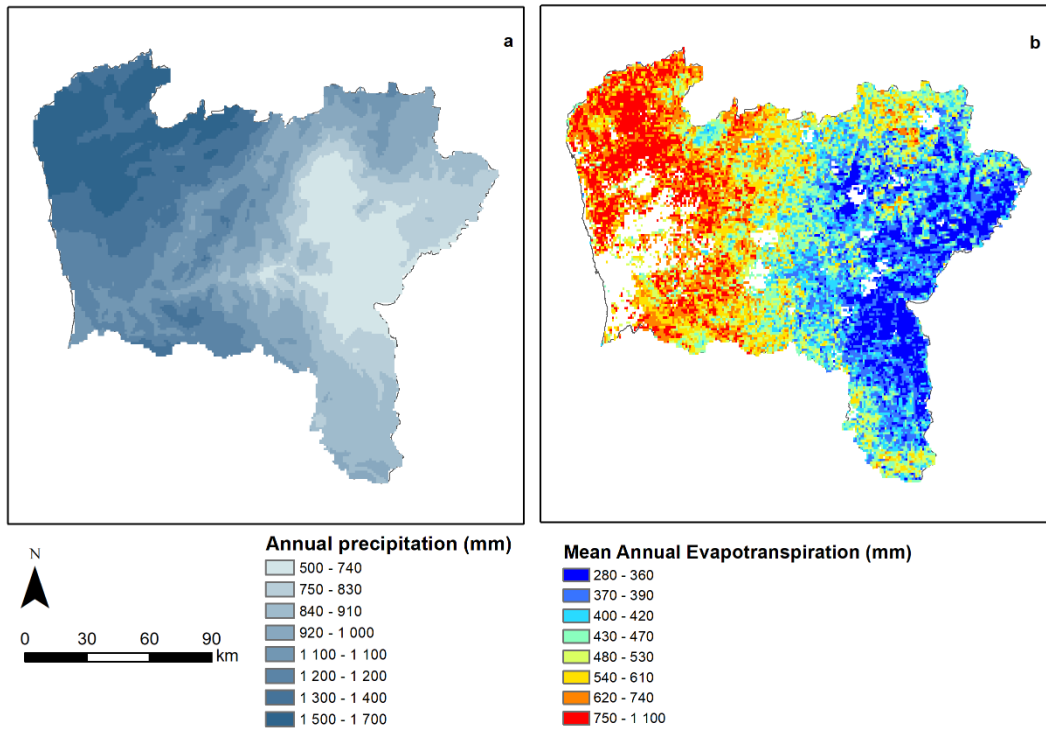 a
b
N
0 30 60 90
km
Annual precipitation (mm)
500 - 740
750 - 830
840 - 910
920 - 1 000
1 100 - 1 100
1 200 - 1 200
1 300 - 1 400
1 500 - 1 700
Mean Annual Evapotranspiration (mm)
280 - 360
370 - 390
400 - 420
430 - 470
480 - 530
540 - 610
620 - 740
750 - 1 100